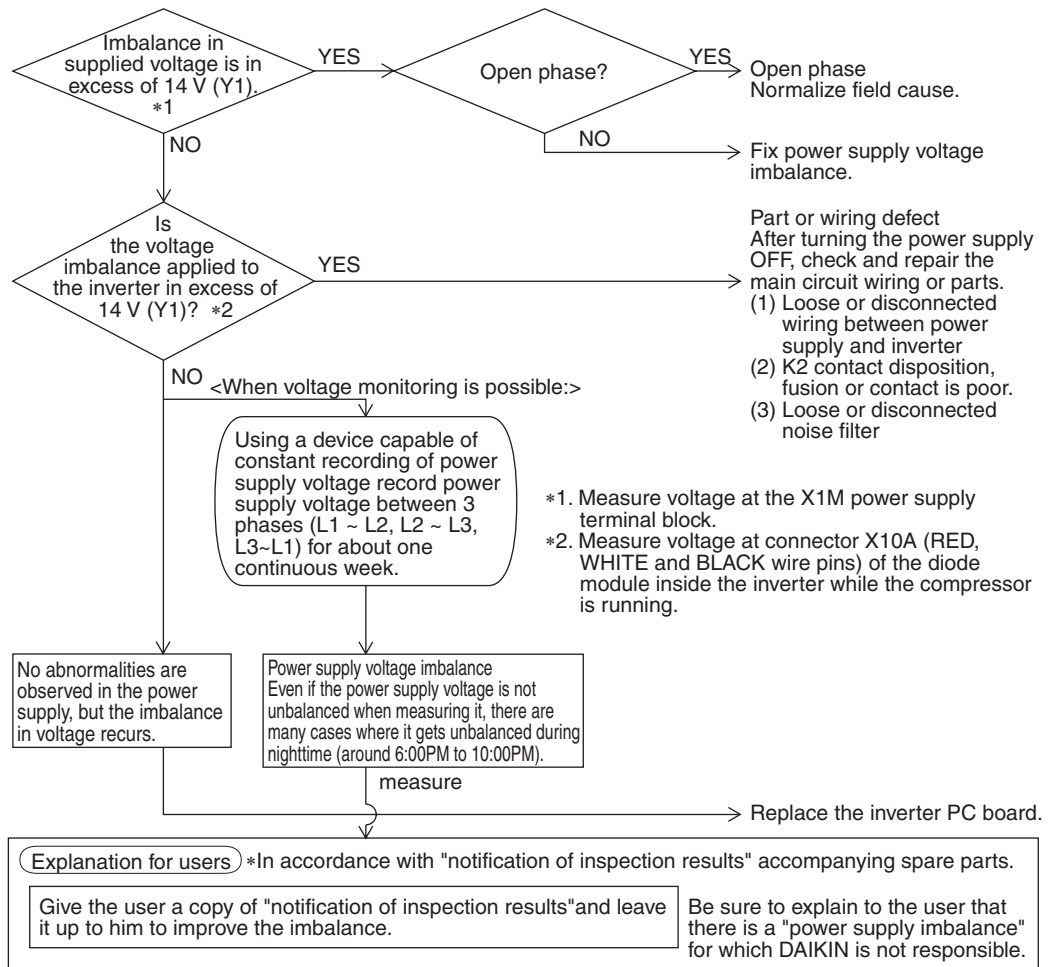 Imbalance in
supplied voltage is in
excess of 14 V (Y1).
*1
YES
Open phase?
YES
Open phase
Normalize field cause.
NO
NO
Fix power supply voltage
imbalance.
Is
the voltage
imbalance applied to
the inverter in excess of
14 V (Y1)? *2
YES
Part or wiring defect
After turning the power supply
OFF, check and repair the
main circuit wiring or parts.
(1) Loose or disconnected
wiring between power
supply and inverter
(2) K2 contact disposition,
fusion or contact is poor.
(3) Loose or disconnected
noise filter
NO
<When voltage monitoring is possible:>
Using a device capable of
constant recording of power
supply voltage record power
supply voltage between 3
phases (L1 ~ L2, L2 ~ L3,
L3~L1) for about one
continuous week.
*1. Measure voltage at the X1M power supply
terminal block.
*2. Measure voltage at connector X10A (RED,
WHITE and BLACK wire pins) of the diode
module inside the inverter while the compressor
is running.
No abnormalities are
observed in the power
supply, but the imbalance
in voltage recurs.
Power supply voltage imbalance
Even if the power supply voltage is not
unbalanced when measuring it, there are
many cases where it gets unbalanced during
nighttime (around 6:00PM to 10:00PM).
measure
Replace the inverter PC board.
Explanation for users *In accordance with "notification of inspection results" accompanying spare parts.
Give the user a copy of "notification of inspection results"and leave
it up to him to improve the imbalance.
Be sure to explain to the user that
there is a "power supply imbalance"
for which DAIKIN is not responsible.